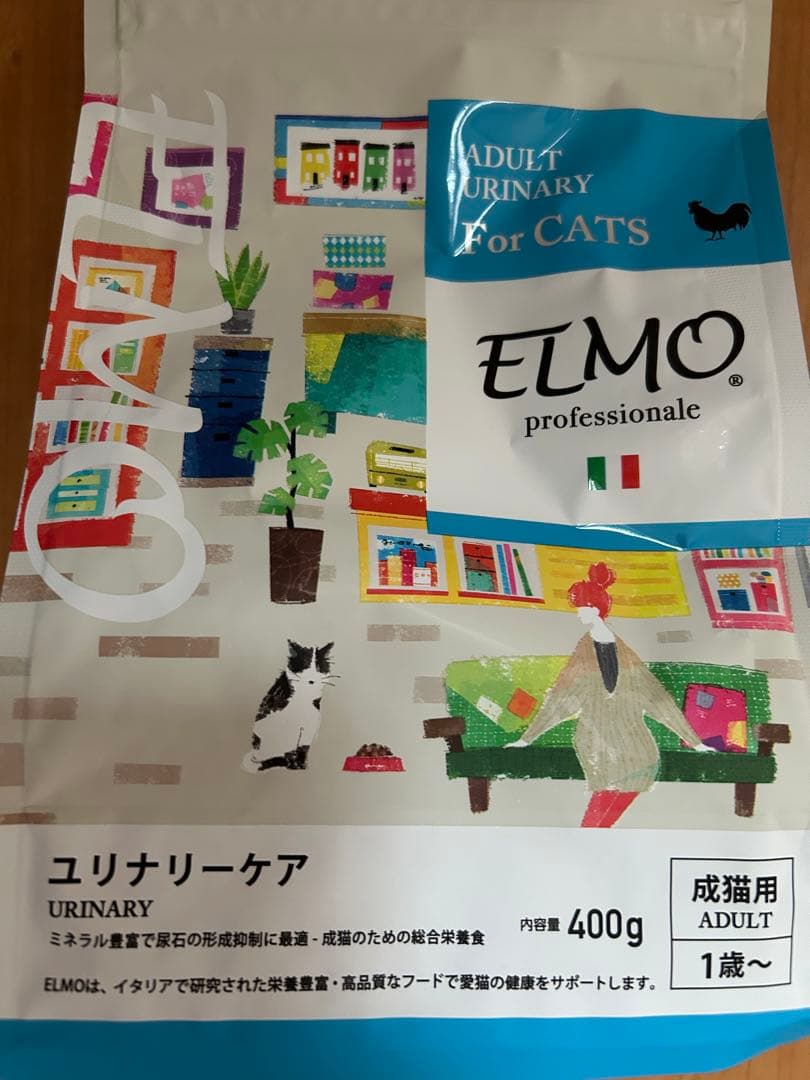 ELMO
ADULT
URINARY
For CATS
ELMO®
professionale
ユリナリーケア
URINARY
ミネラル豊富で尿石の形成抑制に最適 - 成猫のための総合栄養食
内容量 400g
ELMOは、イタリアで研究された栄養豊富・高品質なフードで愛猫の健康をサポートします。
成猫用
ADULT
1歳～